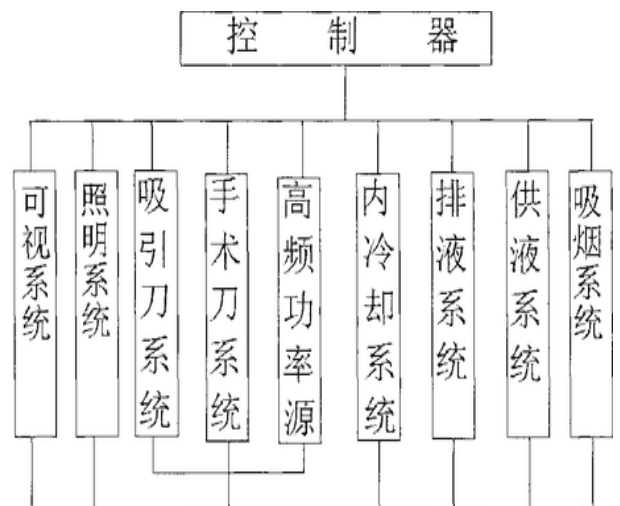 控制器
可视系统
照明系统
吸引刀系统
手术刀系统
高频功率源
内冷却系统
排液系统
供液系统
吸烟系统